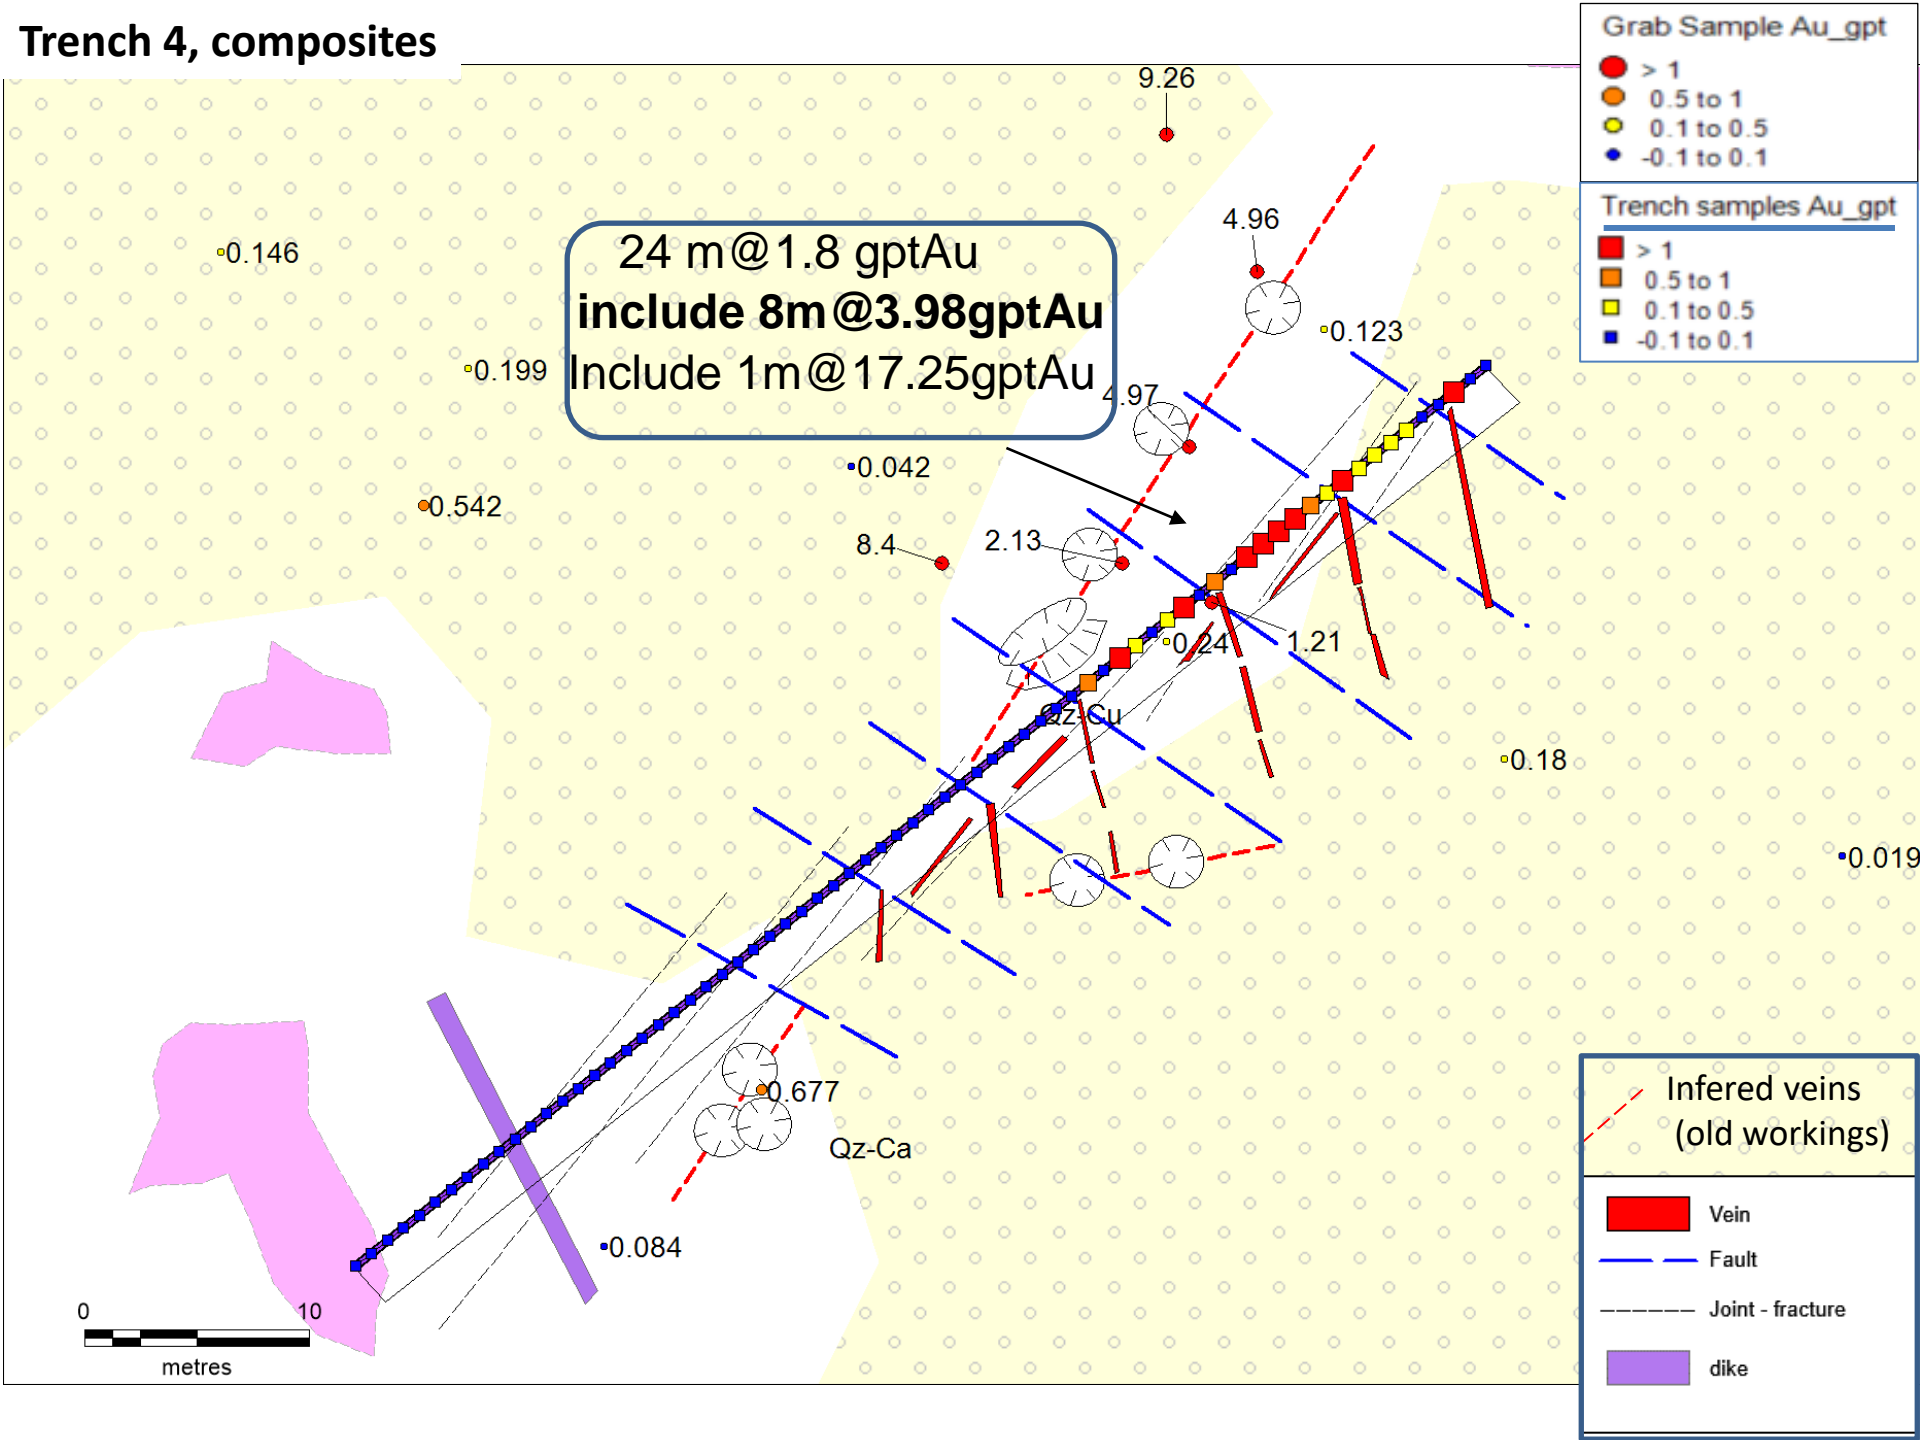 Trench 4, composites
Grab Sample Au_gpt
> 1
0.5 to 1
0.1 to 0.5
-0.1 to 0.1
Trench samples Au_gpt
> 1
0.5 to 1
0.1 to 0.5
-0.1 to 0.1
9.26
4.96
0.146
24 m@1.8 gptAu
include 8m@3.98gptAu
Include 1m@17.25gptAu
0.123
0.199
4.97
0.042
0.542
8.4
2.13
0.24
1.21
Qz-Cu
0.18
0.019
0.677
Qz-Ca
0.084
0 10
metres
Infered veins
(old workings)
Vein
Fault
Joint - fracture
dike